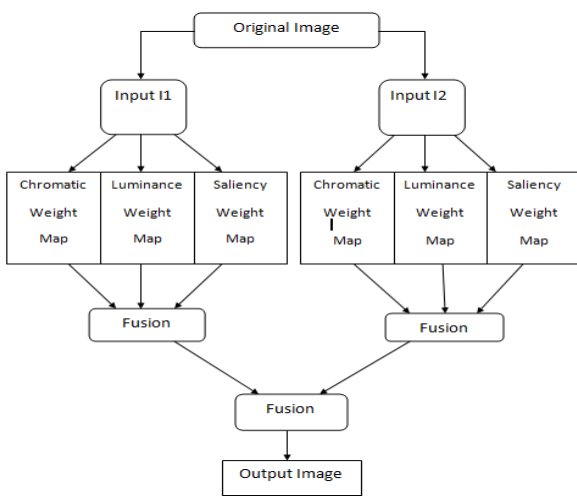 Original Image
Input I1
Input I2
Chromatic
Weight
Map
Luminance
Weight
Map
Saliency
Weight
Map
Chromatic
Weight
Map
Luminance
Weight
Map
Saliency
Weight
Map
Fusion
Fusion
Fusion
Output Image